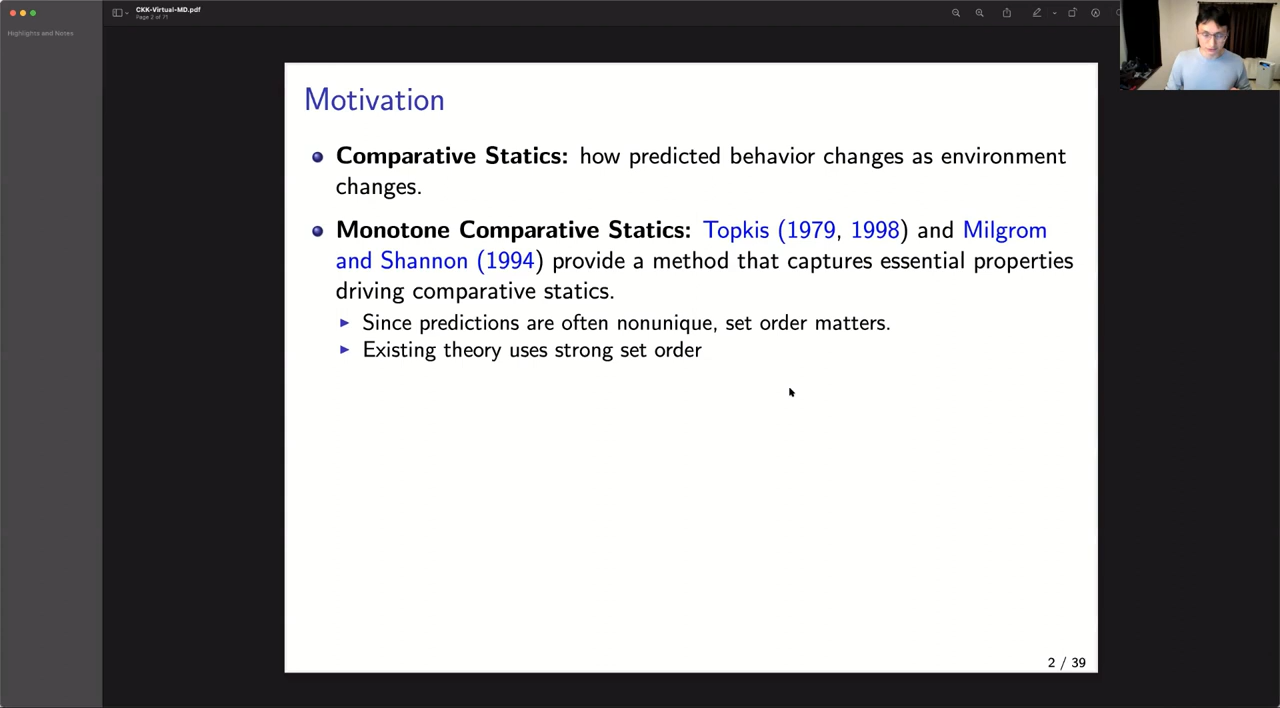 CKK-Virtual-MD.pdf
Page 2 of 71
Highlights and Notes
Motivation
Comparative Statics: how predicted behavior changes as environment
changes.
Monotone Comparative Statics: Topkis (1979, 1998) and Milgrom
and Shannon (1994) provide a method that captures essential properties
driving comparative statics.
Since predictions are often nonunique, set order matters.
Existing theory uses strong set order
2 / 39